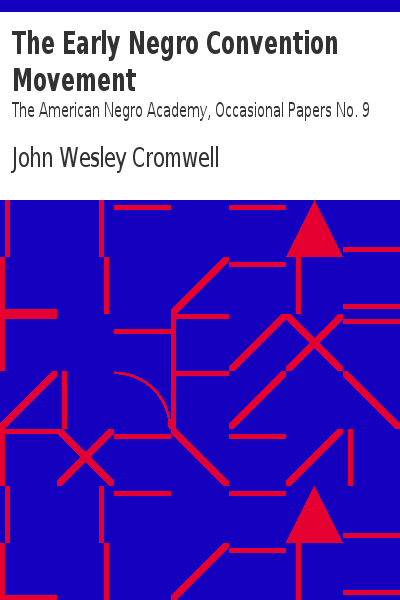 The Early Negro Convention
Movement
The American Negro Academy, Occasional Papers No. 9
John Wesley Cromwell